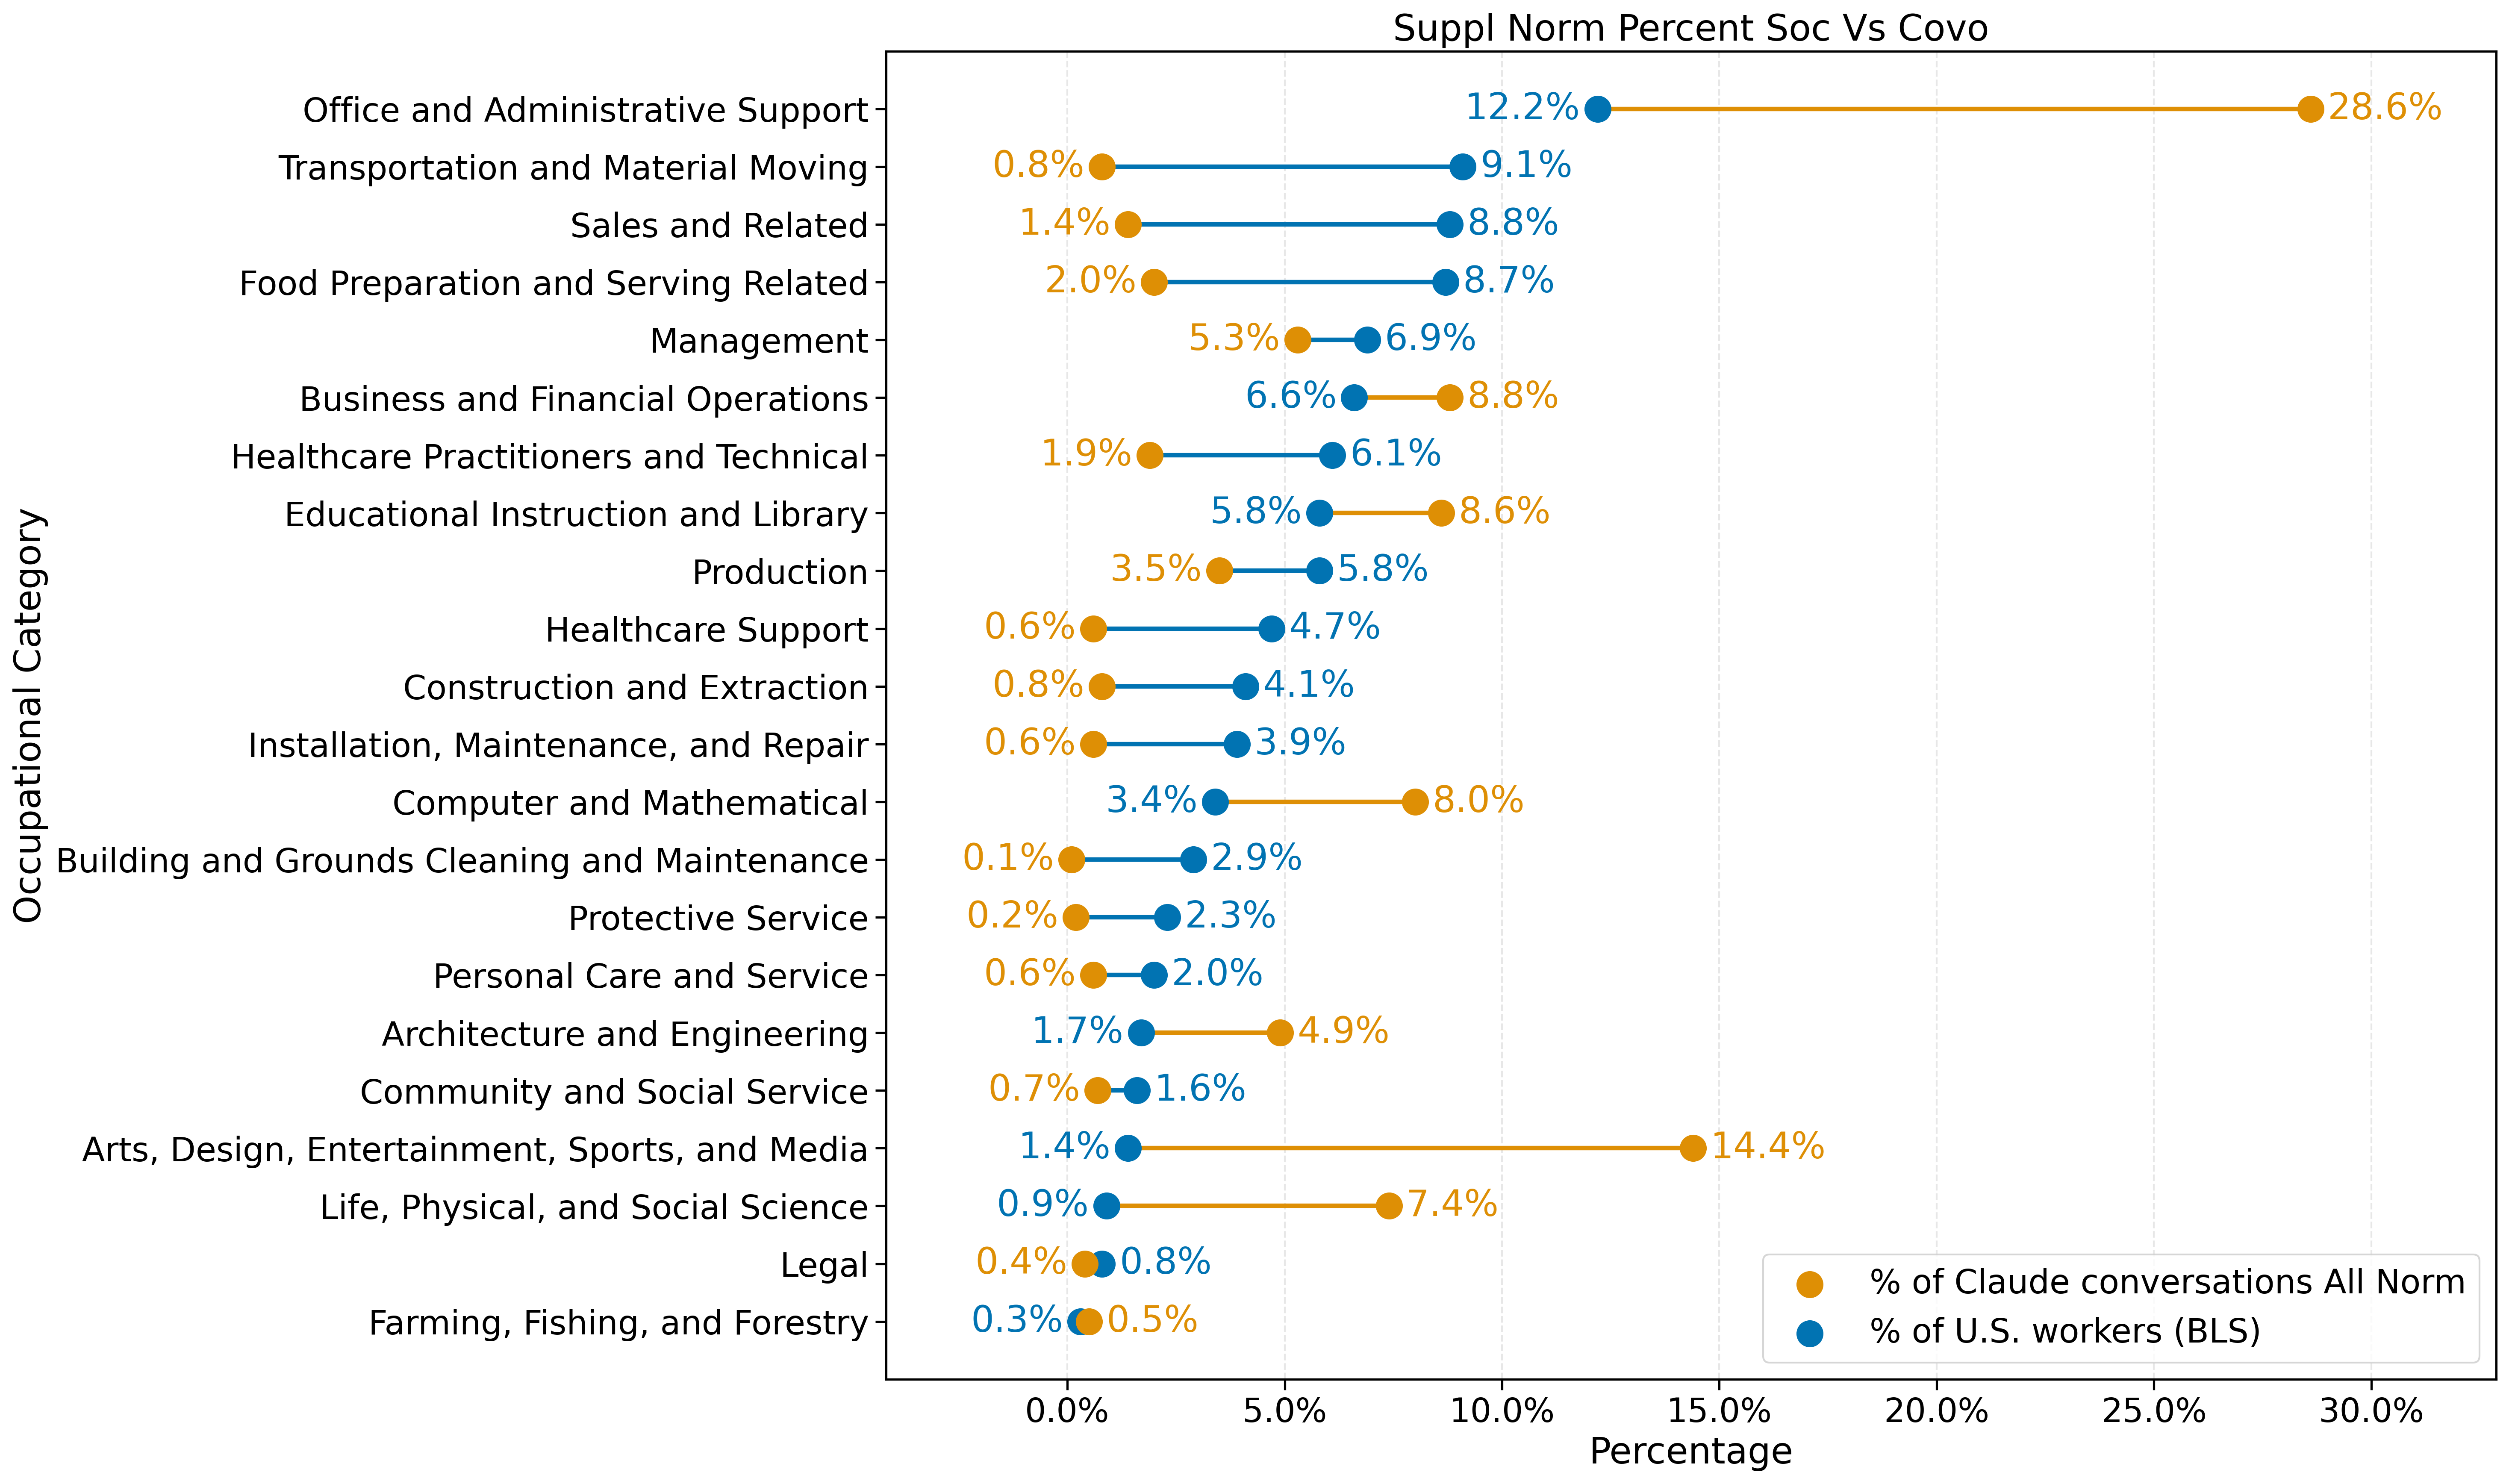 Suppl Norm Percent Soc Vs Covo
Occupational Category
Office and Administrative Support 12.2% 28.6%
Transportation and Material Moving 0.8% 9.1%
Sales and Related 1.4% 8.8%
Food Preparation and Serving Related 2.0% 8.7%
Management 5.3% 6.9%
Business and Financial Operations 6.6% 8.8%
Healthcare Practitioners and Technical 1.9% 6.1%
Educational Instruction and Library 5.8% 8.6%
Production 3.5% 5.8%
Healthcare Support 0.6% 4.7%
Construction and Extraction 0.8% 4.1%
Installation, Maintenance, and Repair 0.6% 3.9%
Computer and Mathematical 3.4% 8.0%
Building and Grounds Cleaning and Maintenance 0.1% 2.9%
Protective Service 0.2% 2.3%
Personal Care and Service 0.6% 2.0%
Architecture and Engineering 1.7% 4.9%
Community and Social Service 0.7% 1.6%
Arts, Design, Entertainment, Sports, and Media 1.4% 14.4%
Life, Physical, and Social Science 0.9% 7.4%
Legal 0.4% 0.8%
Farming, Fishing, and Forestry 0.3% 0.5%
% of Claude conversations All Norm
% of U.S. workers (BLS)
0.0% 5.0% 10.0% 15.0% 20.0% 25.0% 30.0%
Percentage